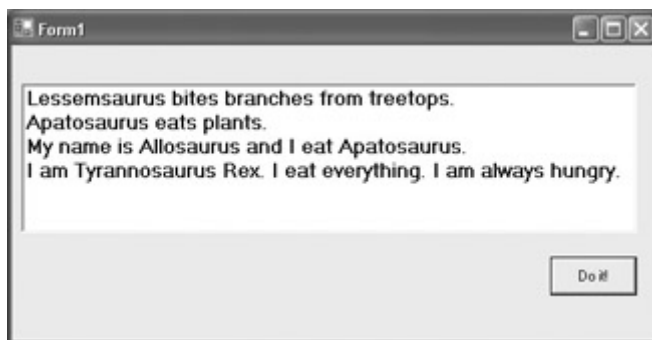 Form1
Lessemsaurus bites branches from treetops.
Apatosaurus eats plants.
My name is Allosaurus and I eat Apatosaurus.
I am Tyrannosaurus Rex. I eat everything. I am always hungry.
Do it!